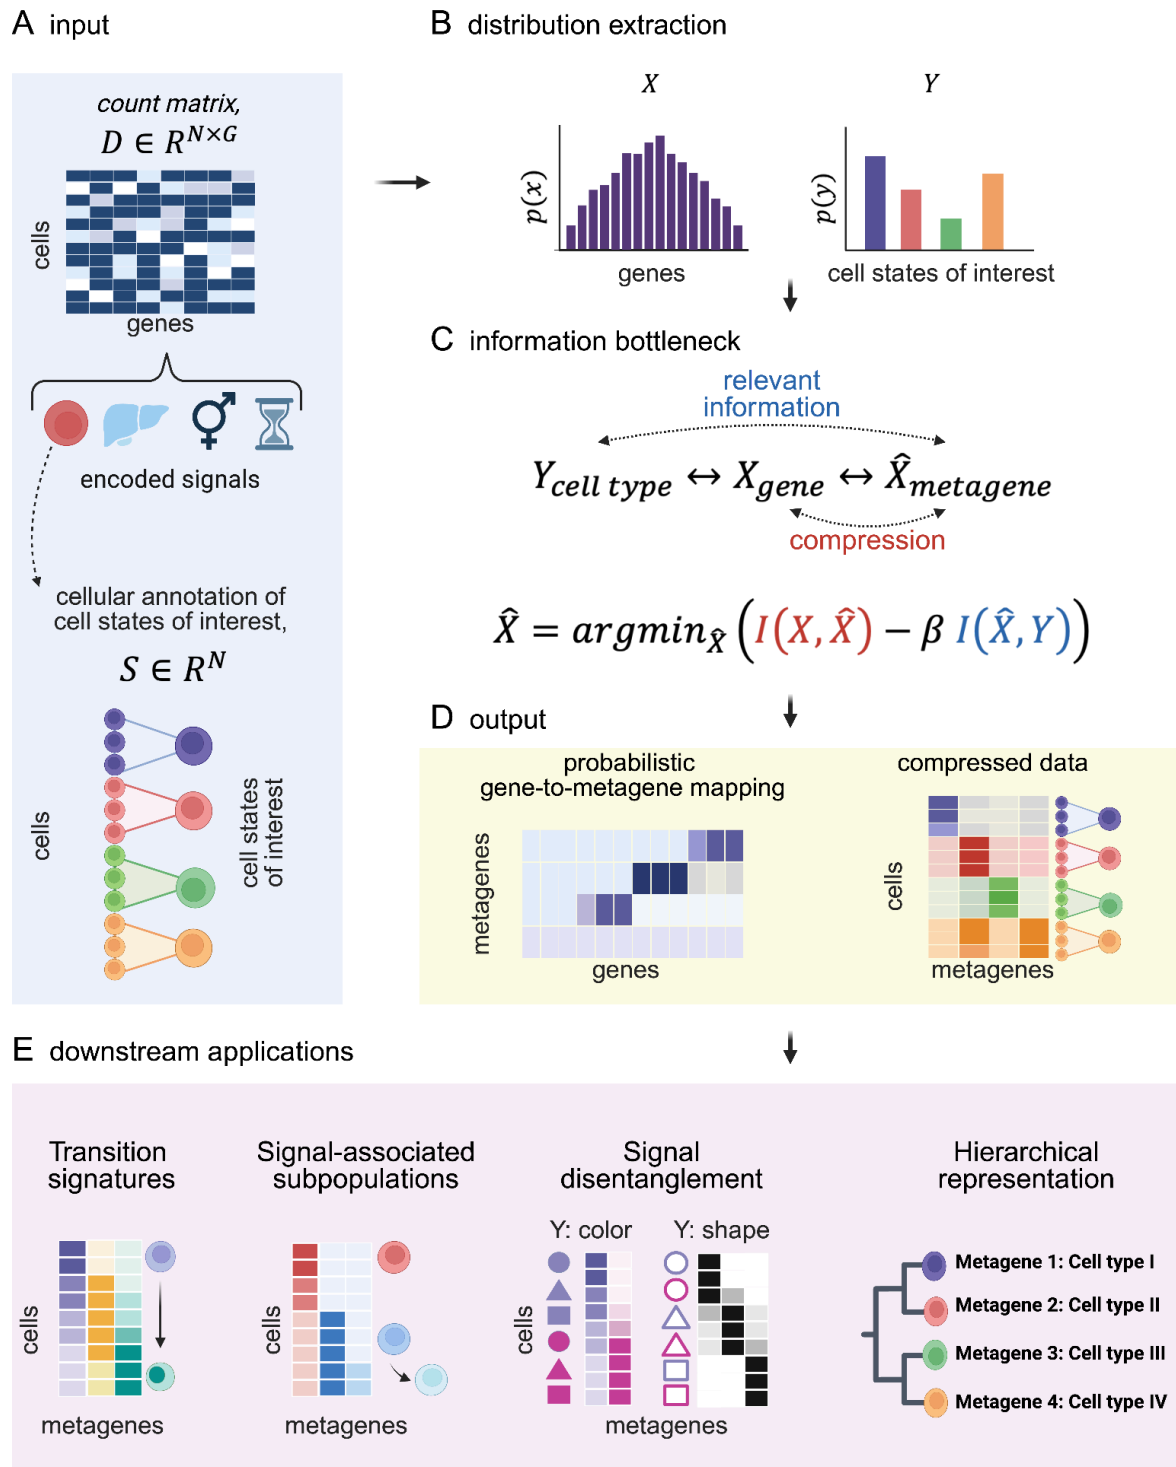 A input
count matrix,
D ∈ R^{N×G}
cells
genes
encoded signals
cellular annotation of
cell states of interest,
S ∈ R^N
cells
cell states
of interest
B distribution extraction
X
p(x)
genes
Y
p(y)
cell states of interest
C information bottleneck
relevant
information
Y_{cell type} ↔ X_{gene} ↔ X̂_{metagene}
compression
X̂ = argmin_{X̂} (I(X, X̂) − β I(X̂, Y))
D output
probabilistic
gene-to-metagene mapping
metagenes
genes
compressed data
cells
metagenes
E downstream applications
Transition
signatures
cells
metagenes
Signal-associated
subpopulations
cells
metagenes
Signal
disentanglement
Y: color
Y: shape
cells
metagenes
Hierarchical
representation
Metagene 1: Cell type I
Metagene 2: Cell type II
Metagene 3: Cell type III
Metagene 4: Cell type IV